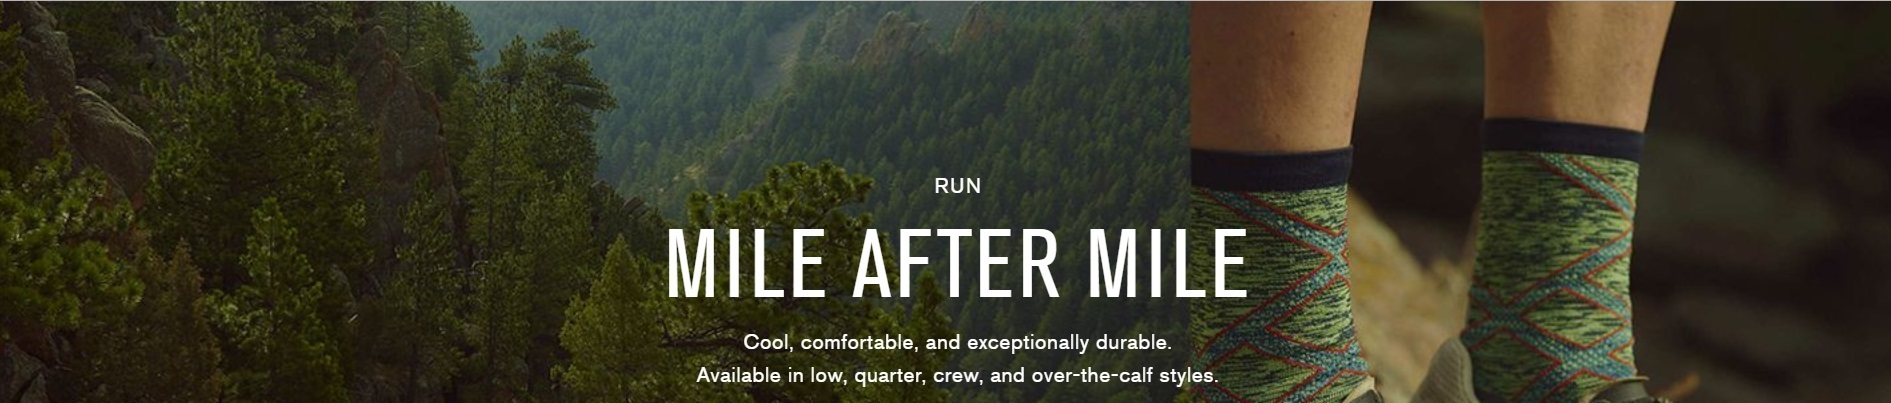 RUN
MILE AFTER MILE
Cool, comfortable, and exceptionally durable.
Available in low, quarter, crew, and over-the-calf styles.